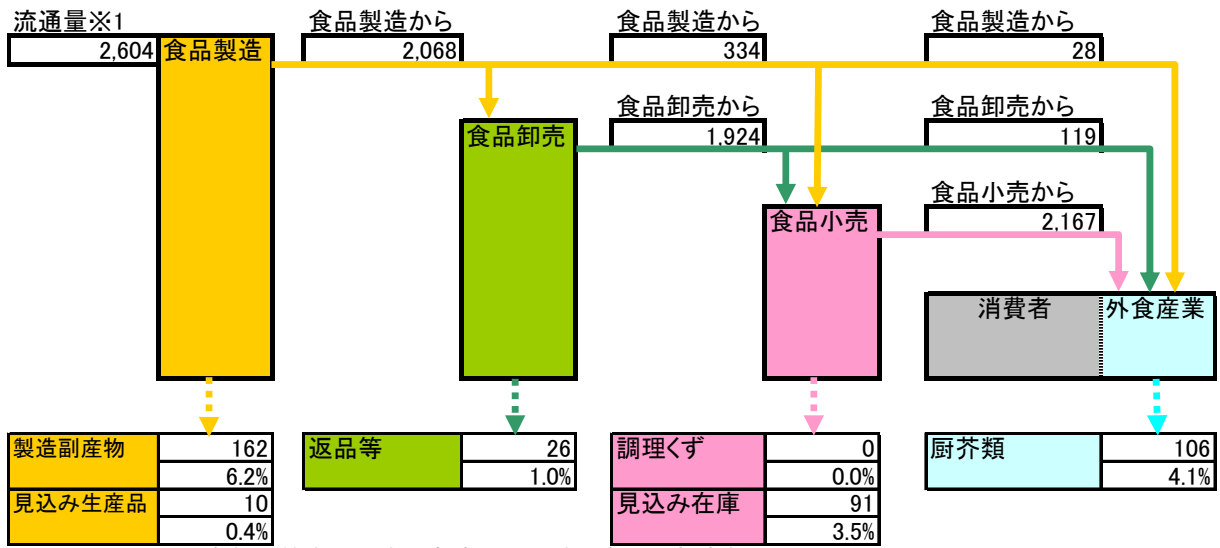 流通量※1
食品製造から
食品製造から
食品製造から
2,604 食品製造
2,068
334
28
食品卸売から
食品卸売から
食品卸売
1,924
119
食品小売から
食品小売
2,167
消費者
外食産業
製造副産物 162
6.2%
見込み生産品 10
0.4%
返品等 26
1.0%
調理くず 0
0.0%
見込み在庫 91
3.5%
厨芥類 106
4.1%